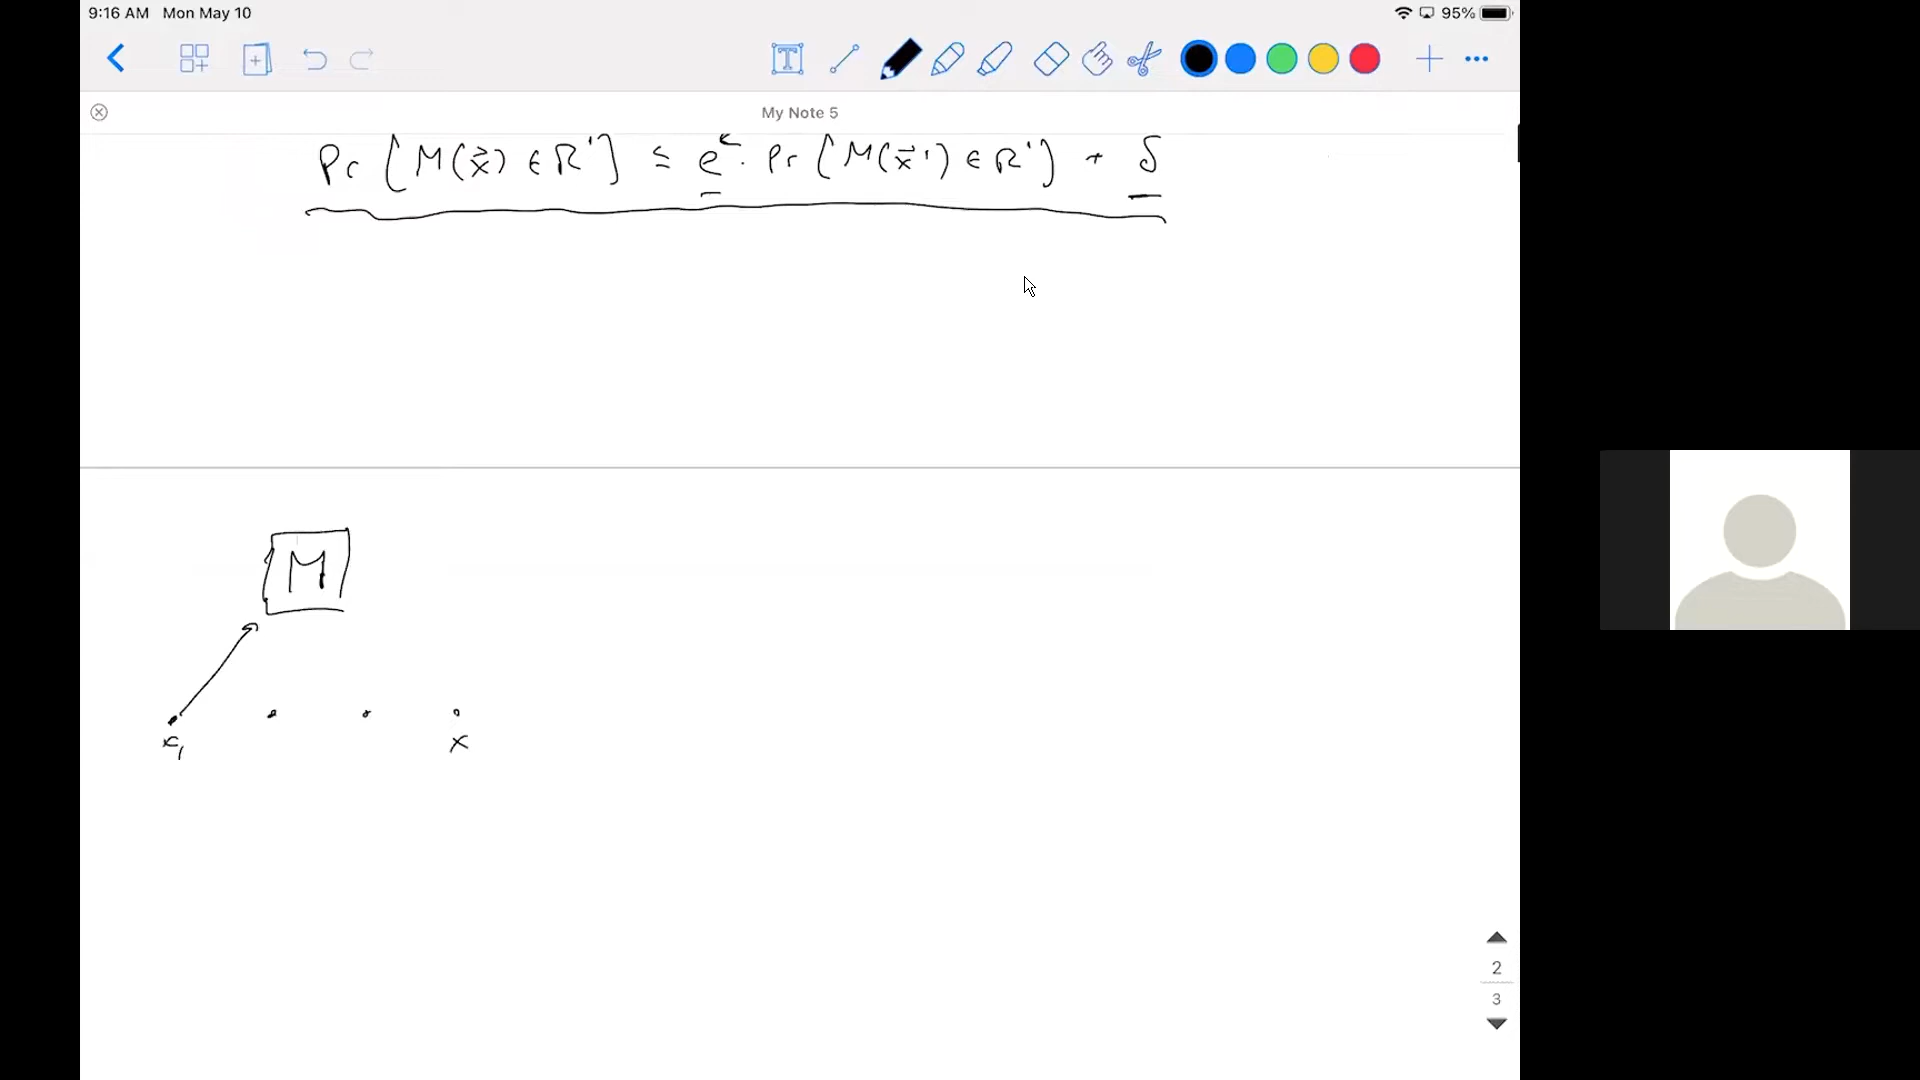 9:16 AM Mon May 10 95%
T
My Note 5
Pr [M(x⃗) ∈ R'] ≤ e^ε · Pr [M(x⃗') ∈ R'] + δ
M
x₁ x
2
3